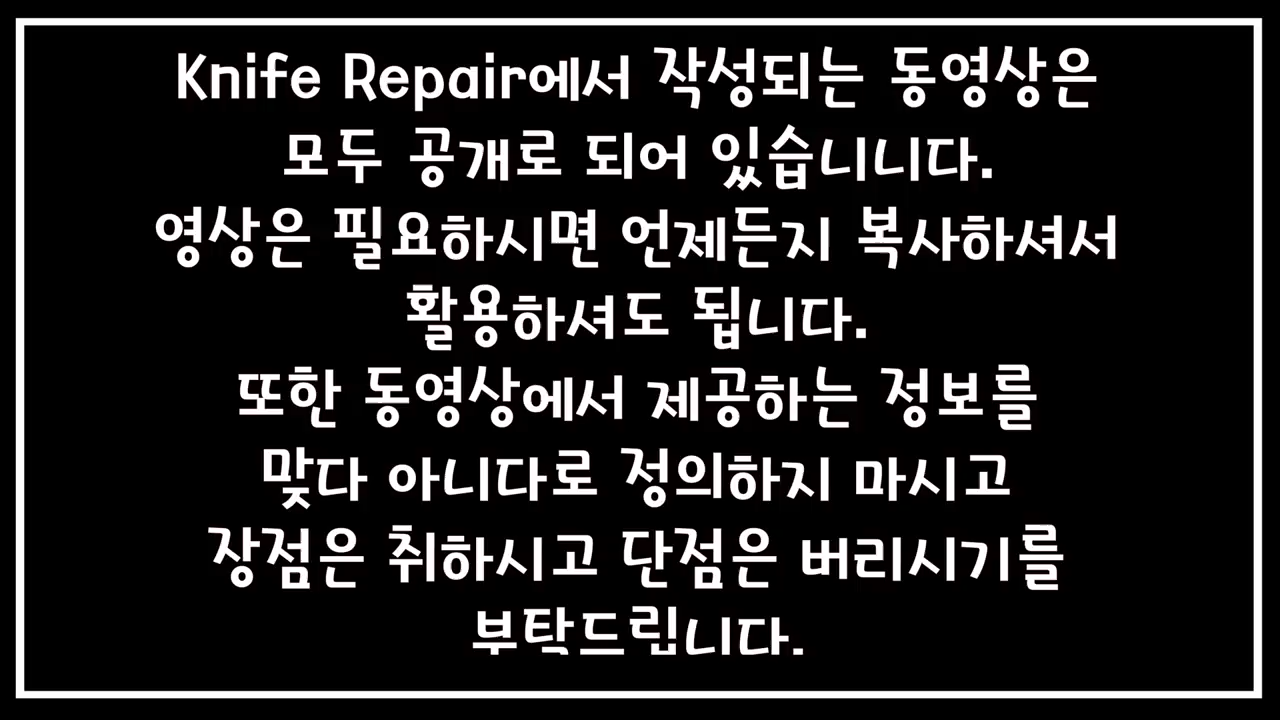 Knife Repair에서 작성되는 동영상은
모두 공개로 되어 있습니니다.
영상은 필요하시면 언제든지 복사하셔서
활용하셔도 됩니다.
또한 동영상에서 제공하는 정보를
맞다 아니다로 정의하지 마시고
장점은 취하시고 단점은 버리시기를
부탁드립니다.